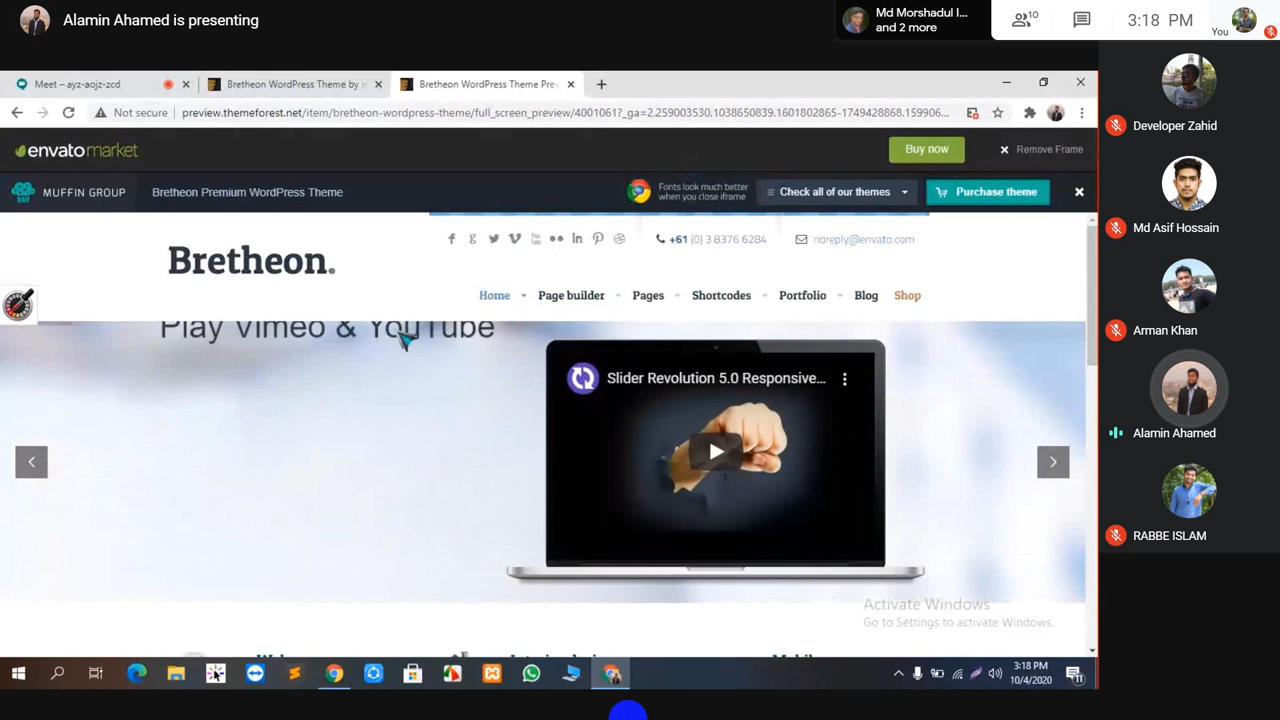 Alamin Ahamed is presenting
Md Morshadul I...
and 2 more
10
3:18 PM
You
Meet – ayz-aojz-zcd
Bretheon WordPress Theme by m
Bretheon WordPress Theme Pre
Not secure
preview.themeforest.net/item/bretheon-wordpress-theme/full_screen_preview/4001061?_ga=2.259003530.1038650839.1601802865-1749428868.159906...
envatomarket
Buy now
Remove Frame
MUFFIN GROUP
Bretheon Premium WordPress Theme
Fonts look much better
when you close iframe
Check all of our themes
Purchase theme
+61 (0) 3 8376 6284
noreply@envato.com
Bretheon.
Home
Page builder
Pages
Shortcodes
Portfolio
Blog
Shop
Play Vimeo & YouTube
Slider Revolution 5.0 Responsive...
Activate Windows
Go to Settings to activate Windows.
3:18 PM
10/4/2020
11
Developer Zahid
Md Asif Hossain
Arman Khan
Alamin Ahamed
RABBE ISLAM